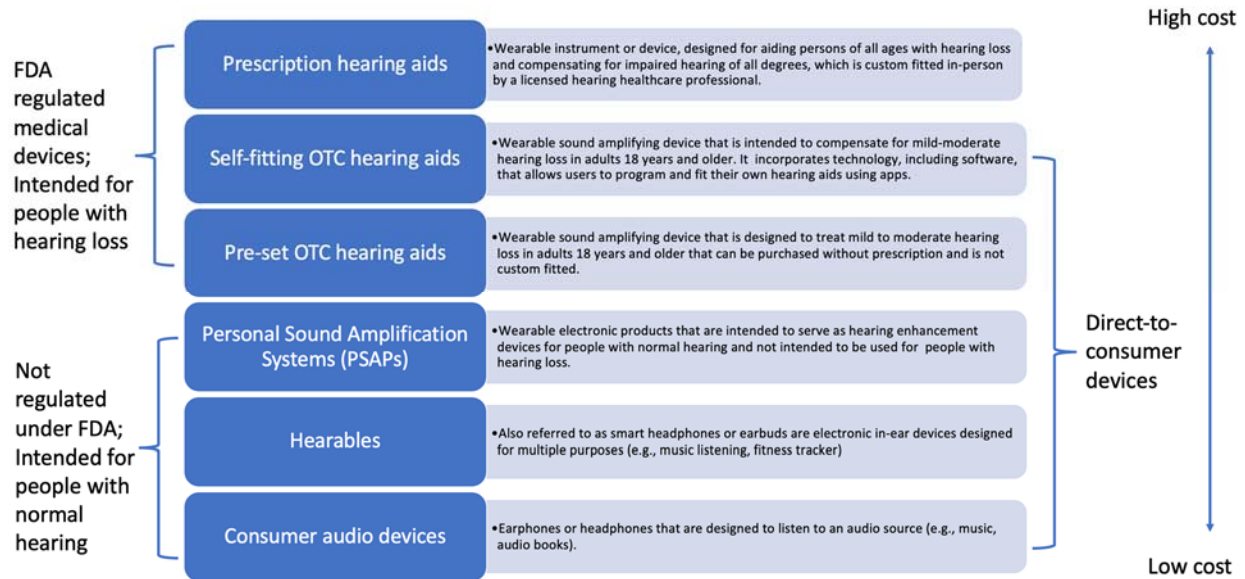 High cost
FDA
regulated
medical
devices;
Intended for
people with
hearing loss
Prescription hearing aids
•Wearable instrument or device, designed for aiding persons of all ages with hearing loss
and compensating for impaired hearing of all degrees, which is custom fitted in-person
by a licensed hearing healthcare professional.
Self-fitting OTC hearing aids
•Wearable sound amplifying device that is intended to compensate for mild-moderate
hearing loss in adults 18 years and older. It  incorporates technology, including software,
that allows users to program and fit their own hearing aids using apps.
Pre-set OTC hearing aids
•Wearable sound amplifying device that is designed to treat mild to moderate hearing
loss in adults 18 years and older that can be purchased without prescription and is not
custom fitted.
Not
regulated
under FDA;
Intended for
people with
normal
hearing
Personal Sound Amplification
Systems (PSAPs)
•Wearable electronic products that are intended to serve as hearing enhancement
devices for people with normal hearing and not intended to be used for  people with
hearing loss.
Hearables
•Also referred to as smart headphones or earbuds are electronic in-ear devices designed
for multiple purposes (e.g., music listening, fitness tracker)
Consumer audio devices
•Earphones or headphones that are designed to listen to an audio source (e.g., music,
audio books).
Direct-to-
consumer
devices
Low cost